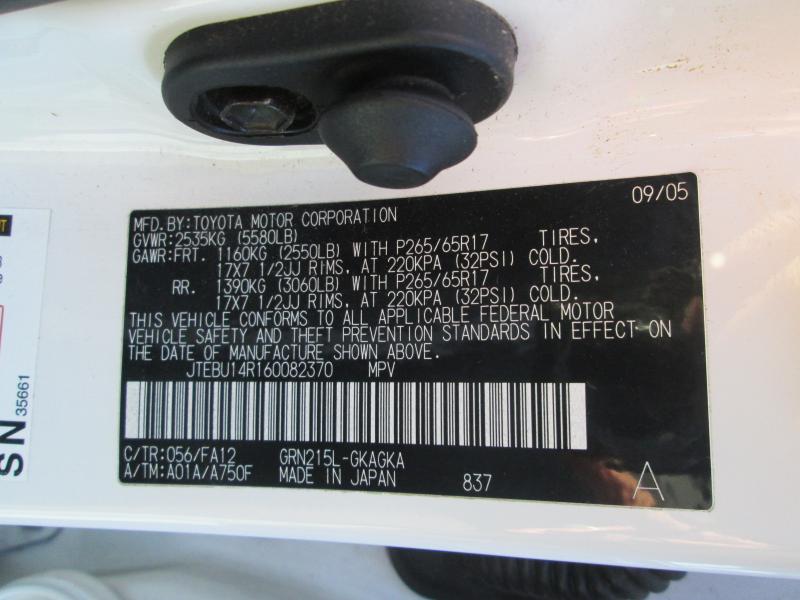 09/05
MFD.BY:TOYOTA MOTOR CORPORATION
GVWR:2535KG (5580LB)
GAWR:FRT. 1160KG (2550LB) WITH P265/65R17 TIRES,
17X7 1/2JJ RIMS, AT 220KPA (32PSI) COLD.
RR. 1390KG (3060LB) WITH P265/65R17 TIRES,
17X7 1/2JJ RIMS, AT 220KPA (32PSI) COLD.
THIS VEHICLE CONFORMS TO ALL APPLICABLE FEDERAL MOTOR
VEHICLE SAFETY AND THEFT PREVENTION STANDARDS IN EFFECT ON
THE DATE OF MANUFACTURE SHOWN ABOVE.
JTEBU14R160082370 MPV
C/TR:056/FA12 GRN215L-GKAGKA
A/TM:A01A/A750F MADE IN JAPAN 837 A
SN 35661